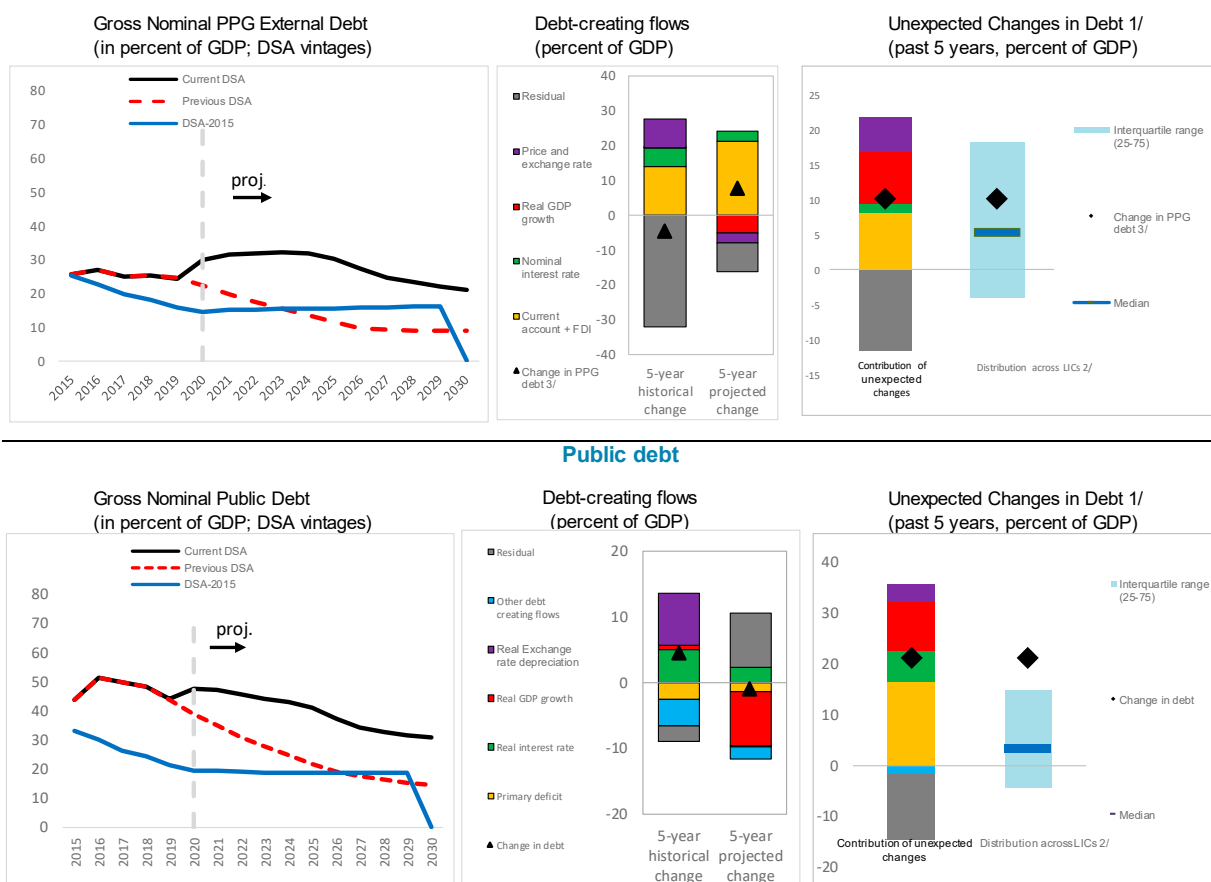 Gross Nominal PPG External Debt
(in percent of GDP; DSA vintages)
Current DSA
Previous DSA
DSA-2015
proj.
80
70
60
50
40
30
20
10
0
2015
2016
2017
2018
2019
2020
2021
2022
2023
2024
2025
2026
2027
2028
2029
2030
Debt-creating flows
(percent of GDP)
Residual
Price and
exchange rate
Real GDP
growth
Nominal
interest rate
Current
account + FDI
Change in PPG
debt 3/
40
30
20
10
0
-10
-20
-30
-40
5-year
historical
change
5-year
projected
change
Unexpected Changes in Debt 1/
(past 5 years, percent of GDP)
25
20
15
10
5
0
-5
-10
-15
Contribution of
unexpected
changes
Distribution across LICs 2/
Interquartile range
(25-75)
Change in PPG
debt 3/
Median
Public debt
Gross Nominal Public Debt
(in percent of GDP; DSA vintages)
Current DSA
Previous DSA
DSA-2015
proj.
80
70
60
50
40
30
20
10
0
2015
2016
2017
2018
2019
2020
2021
2022
2023
2024
2025
2026
2027
2028
2029
2030
Debt-creating flows
(percent of GDP)
Residual
Other debt
creating flows
Real Exchange
rate depreciation
Real GDP growth
Real interest rate
Primary deficit
Change in debt
20
10
0
-10
-20
5-year
historical
change
5-year
projected
change
Unexpected Changes in Debt 1/
(past 5 years, percent of GDP)
40
30
20
10
0
-10
-20
Contribution of unexpected
changes
Distribution across LICs 2/
Interquartile range
(25-75)
Change in debt
Median